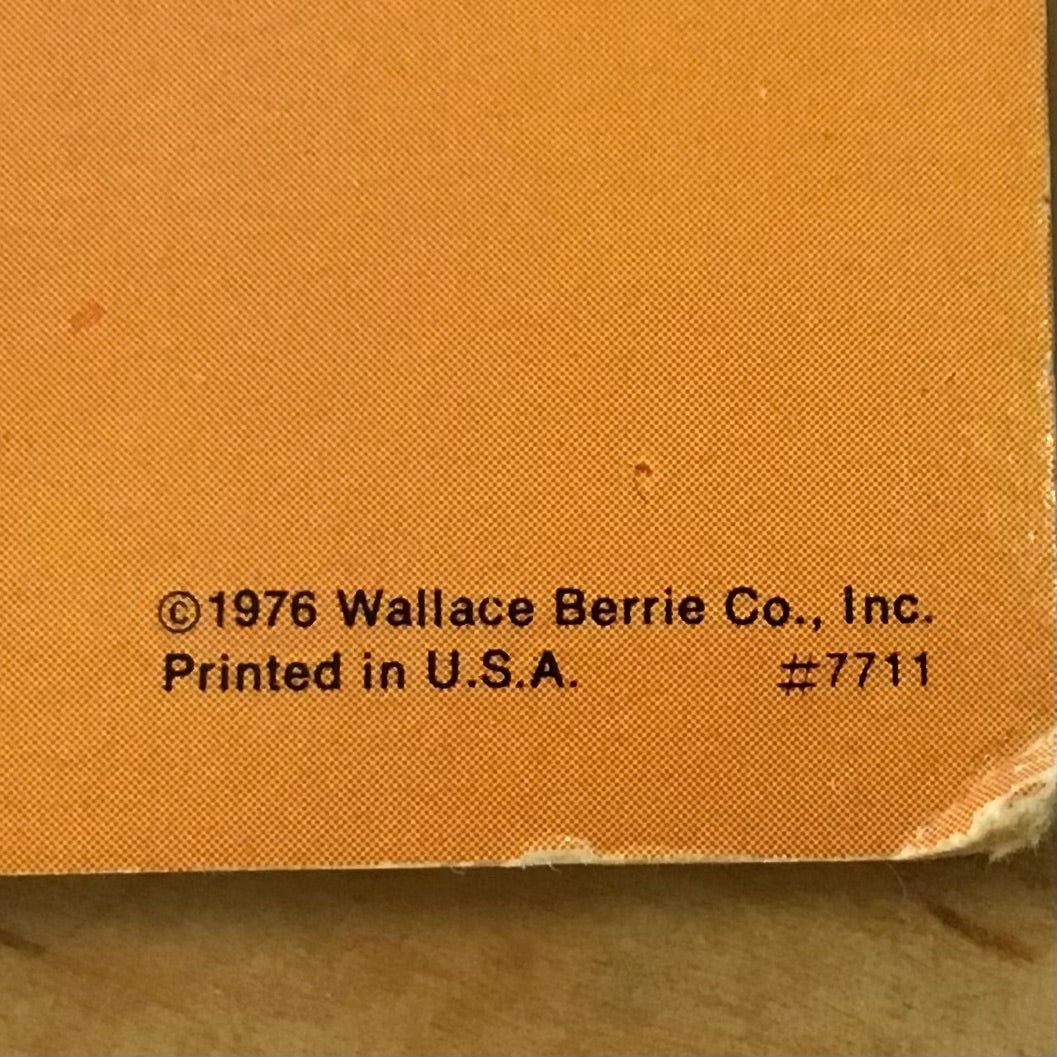 ©1976 Wallace Berrie Co., Inc.
Printed in U.S.A. #7711